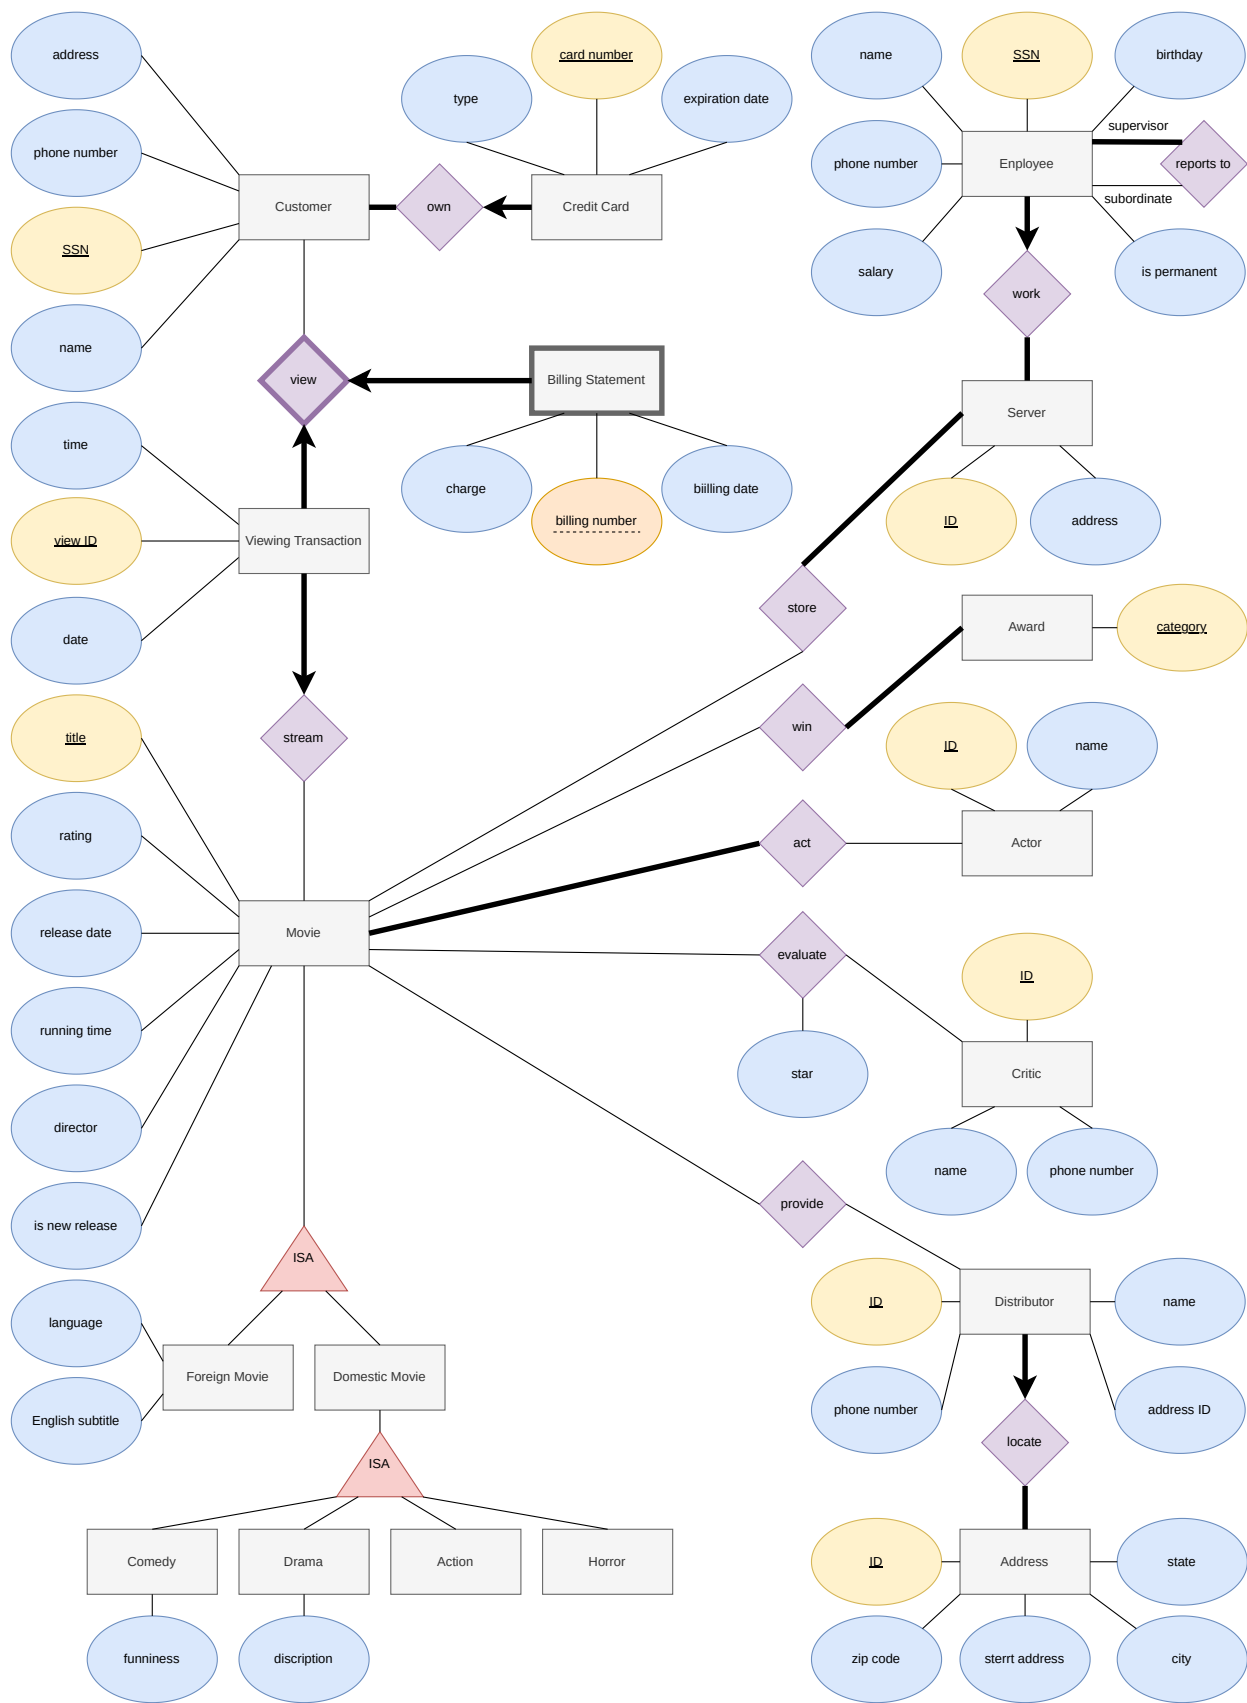 address
card number
name
SSN
birthday
type
expiration date
supervisor
phone number
phone number
Enployee
reports to
Customer
own
Credit Card
subordinate
SSN
salary
is permanent
work
name
view
Billing Statement
Server
time
charge
billing number
biilling date
ID
address
view ID
Viewing Transaction
store
Award
category
date
title
stream
win
ID
name
rating
act
Actor
release date
Movie
evaluate
ID
running time
star
Critic
director
name
phone number
is new release
provide
ISA
ID
Distributor
name
language
Foreign Movie
Domestic Movie
English subtitle
phone number
address ID
locate
ISA
Comedy
Drama
Action
Horror
ID
Address
state
funniness
discription
zip code
sterrt address
city